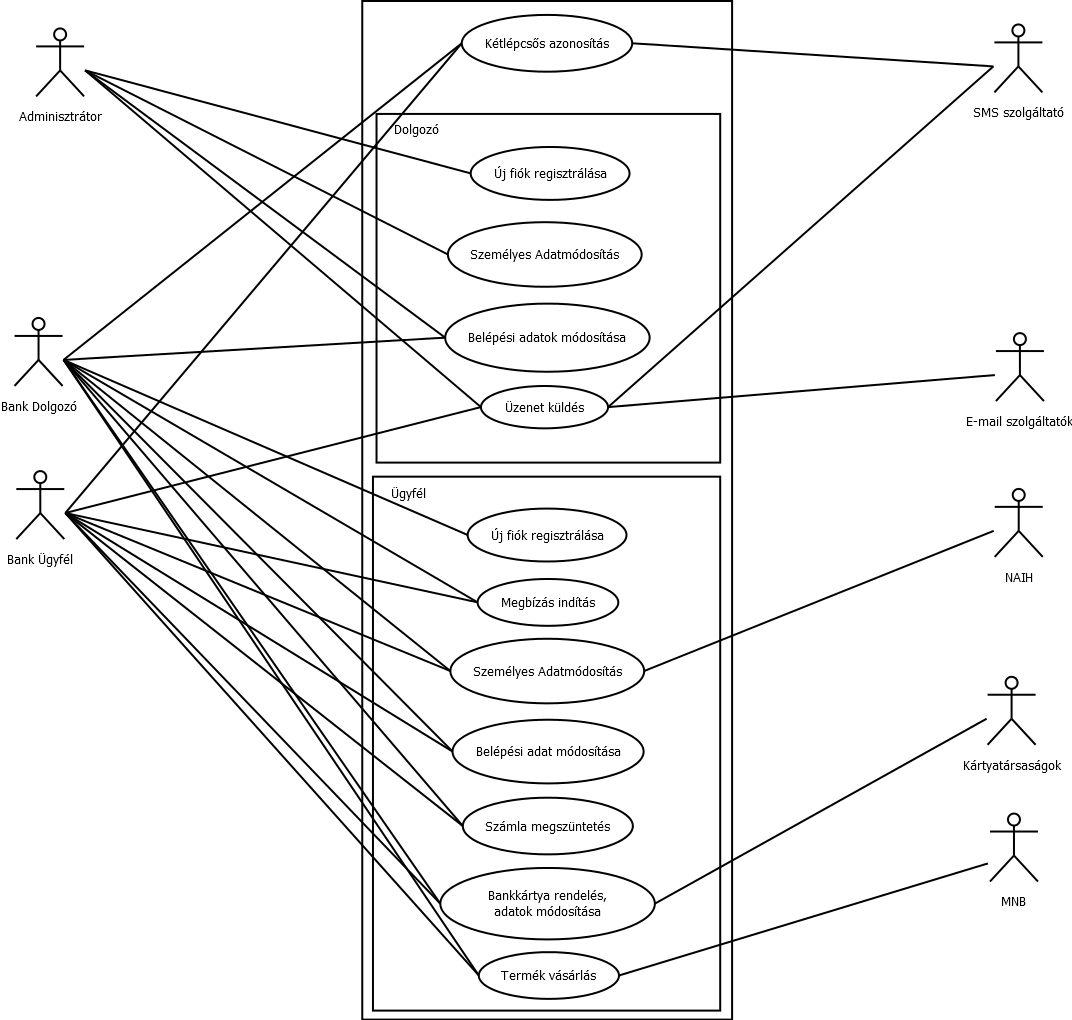 Kétlépcsős azonosítás
Adminisztrátor
SMS szolgáltató
Dolgozó
Új fiók regisztrálása
Személyes Adatmódosítás
Belépési adatok módosítása
Üzenet küldés
Bank Dolgozó
E-mail szolgáltatók
Ügyfél
Új fiók regisztrálása
Bank Ügyfél
NAIH
Megbízás indítás
Személyes Adatmódosítás
Belépési adat módosítása
Kártyatársaságok
Számla megszüntetés
Bankkártya rendelés,
adatok módosítása
MNB
Termék vásárlás